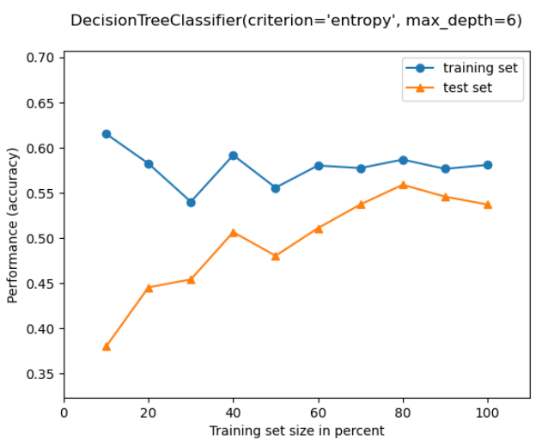 DecisionTreeClassifier(criterion='entropy', max_depth=6)
0.70
0.65
0.60
0.55
0.50
0.45
0.40
0.35
Performance (accuracy)
training set
test set
0 20 40 60 80 100
Training set size in percent